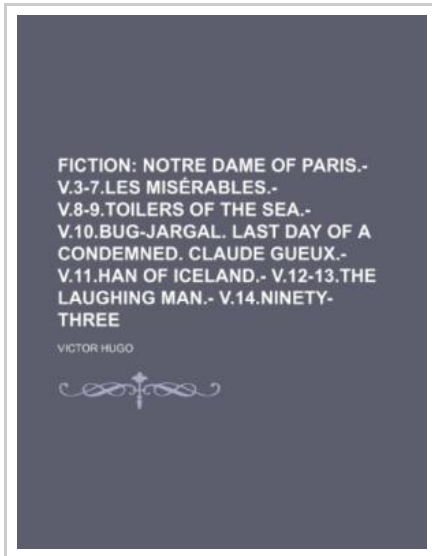 FICTION: NOTRE DAME OF PARIS.-
V.3-7.LES MISÉRABLES.-
V.8-9.TOILERS OF THE SEA.-
V.10.BUG-JARGAL. LAST DAY OF A
CONDEMNED. CLAUDE GUEUX.-
V.11.HAN OF ICELAND.- V.12-13.THE
LAUGHING MAN.- V.14.NINETY-
THREE
VICTOR HUGO